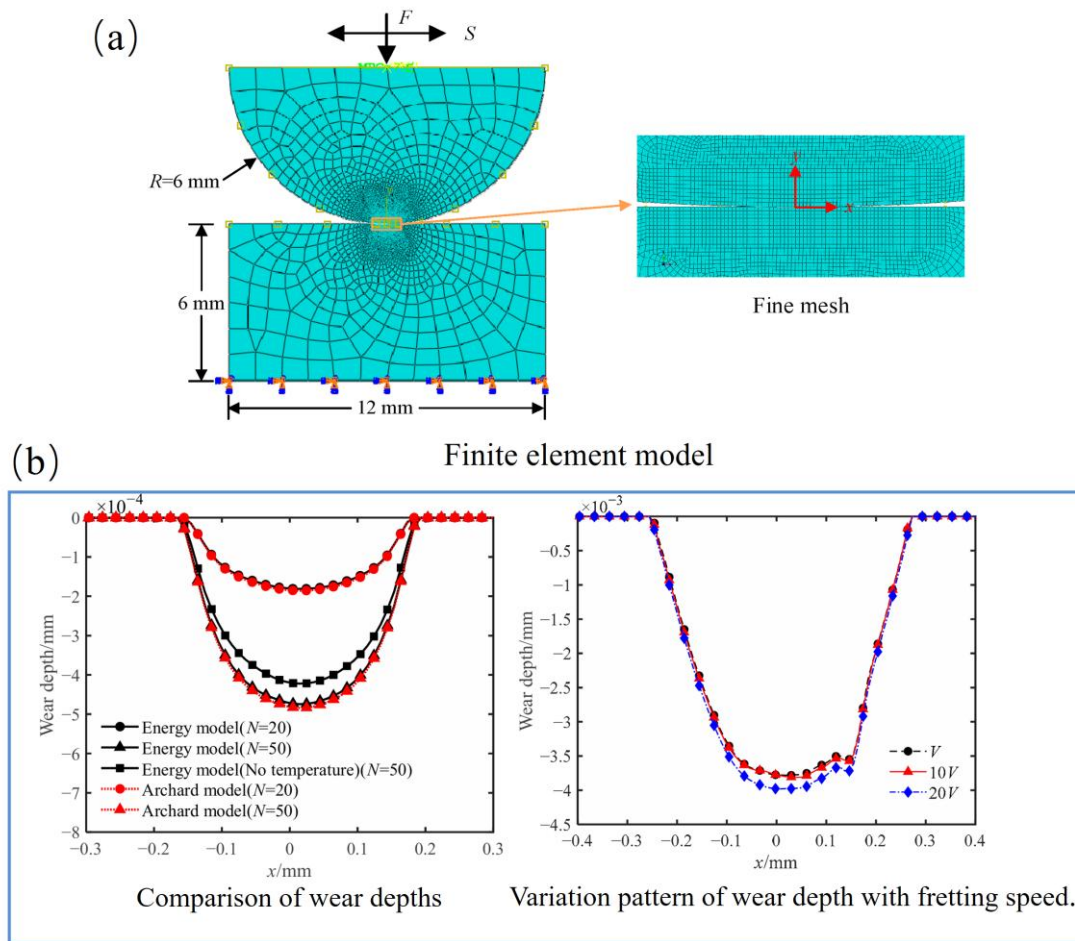 (a)
F
S
R=6 mm
6 mm
12 mm
y
x
Fine mesh
Finite element model
(b)
×10⁻⁴
0
−1
−2
−3
−4
−5
−6
−7
−8
Wear depth/mm
Energy model(N=20)
Energy model(N=50)
Energy model(No temperature)(N=50)
Archard model(N=20)
Archard model(N=50)
−0.3
−0.2
−0.1
0
0.1
0.2
0.3
x/mm
Comparison of wear depths
×10⁻³
0
−0.5
−1
−1.5
−2
−2.5
−3
−3.5
−4
−4.5
Wear depth/mm
V
10V
20V
−0.4
−0.3
−0.2
−0.1
0
0.1
0.2
0.3
0.4
x/mm
Variation pattern of wear depth with fretting speed.